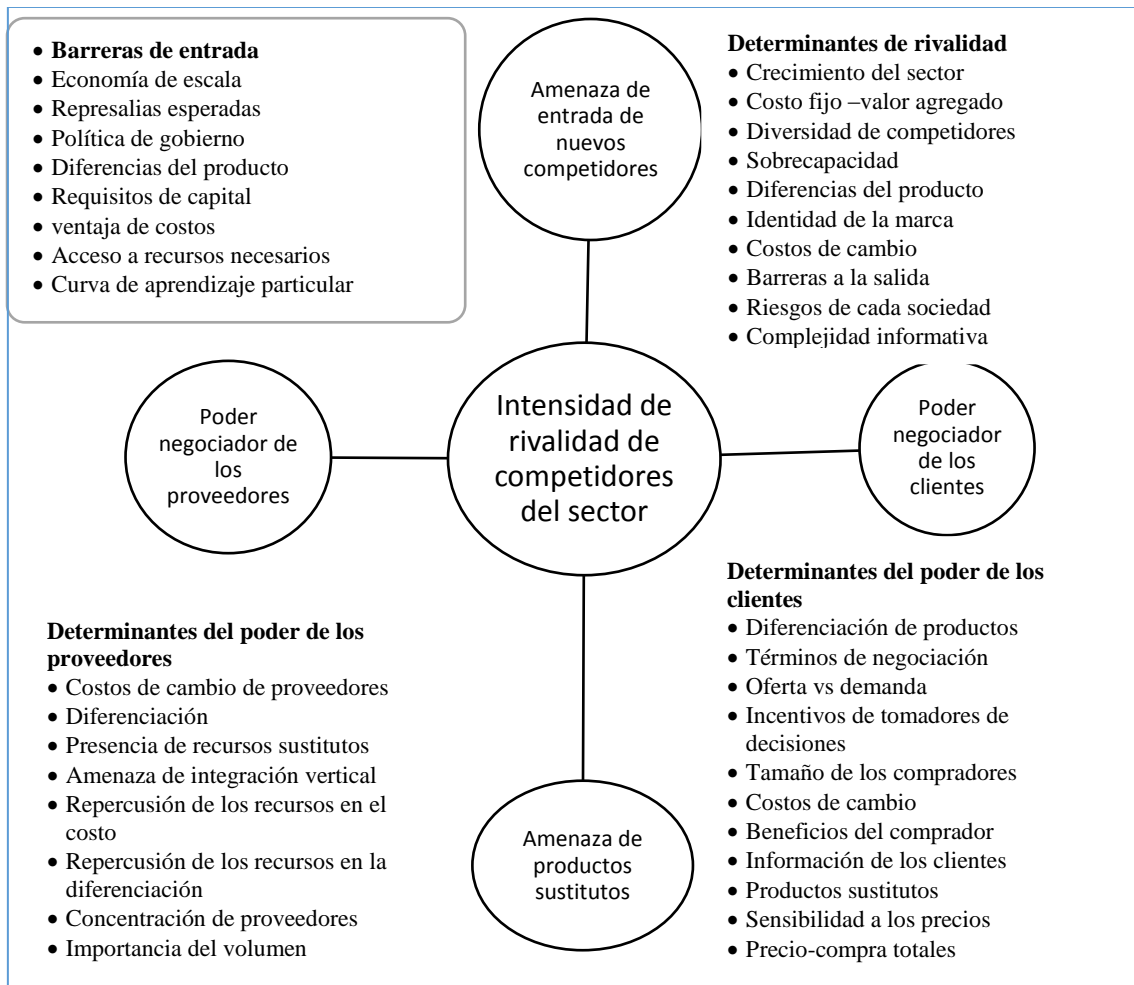 Barreras de entrada
Economía de escala
Represalias esperadas
Política de gobierno
Diferencias del producto
Requisitos de capital
ventaja de costos
Acceso a recursos necesarios
Curva de aprendizaje particular
Amenaza de
entrada de
nuevos
competidores
Determinantes de rivalidad
Crecimiento del sector
Costo fijo –valor agregado
Diversidad de competidores
Sobrecapacidad
Diferencias del producto
Identidad de la marca
Costos de cambio
Barreras a la salida
Riesgos de cada sociedad
Complejidad informativa
Poder
negociador de
los
proveedores
Intensidad de
rivalidad de
competidores
del sector
Poder
negociador
de los
clientes
Determinantes del poder de los
proveedores
Costos de cambio de proveedores
Diferenciación
Presencia de recursos sustitutos
Amenaza de integración vertical
Repercusión de los recursos en el
costo
Repercusión de los recursos en la
diferenciación
Concentración de proveedores
Importancia del volumen
Amenaza de
productos
sustitutos
Determinantes del poder de los
clientes
Diferenciación de productos
Términos de negociación
Oferta vs demanda
Incentivos de tomadores de
decisiones
Tamaño de los compradores
Costos de cambio
Beneficios del comprador
Información de los clientes
Productos sustitutos
Sensibilidad a los precios
Precio-compra totales